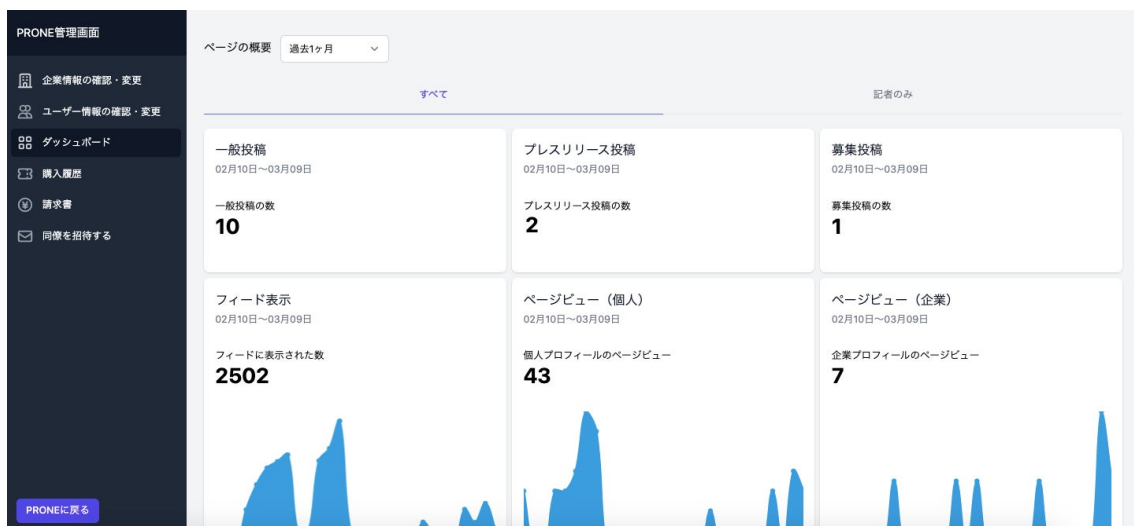 PRONE管理画面
企業情報の確認・変更
ユーザー情報の確認・変更
ダッシュボード
購入履歴
請求書
同僚を招待する
PRONEに戻る
ページの概要 過去1ヶ月
すべて 記者のみ
一般投稿
02月10日〜03月09日
一般投稿の数
10
プレスリリース投稿
02月10日〜03月09日
プレスリリース投稿の数
2
募集投稿
02月10日〜03月09日
募集投稿の数
1
フィード表示
02月10日〜03月09日
フィードに表示された数
2502
ページビュー（個人）
02月10日〜03月09日
個人プロフィールのページビュー
43
ページビュー（企業）
02月10日〜03月09日
企業プロフィールのページビュー
7